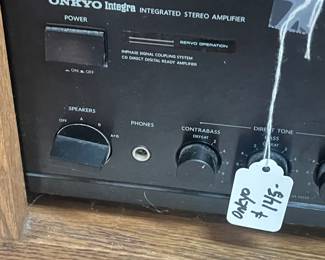 ONKYO Integra INTEGRATED STEREO AMPLIFIER
POWER
SERVO OPERATION
ON OFF
INPHASE SIGNAL COUPLING SYSTEM
CD DIRECT DIGITAL READY AMPLIFIER
SPEAKERS
OFF A B A+B
PHONES
CONTRABASS
DEFEAT
DIRECT TONE
BASS
DEFEAT
Onkyo
$145-